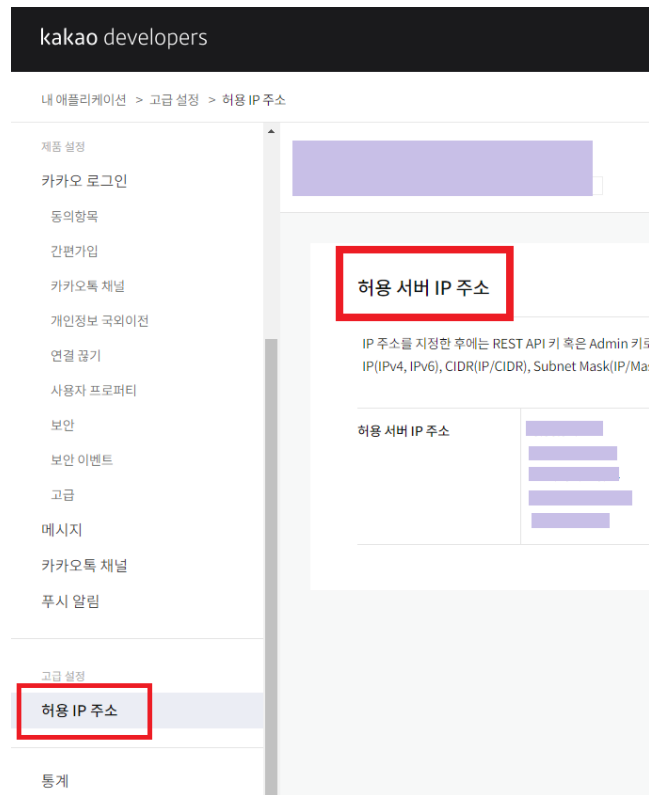 kakao developers
내 애플리케이션 > 고급 설정 > 허용 IP 주소
제품 설정
카카오 로그인
동의항목
간편가입
카카오톡 채널
개인정보 국외이전
연결 끊기
사용자 프로퍼티
보안
보안 이벤트
고급
메시지
카카오톡 채널
푸시 알림
고급 설정
허용 IP 주소
통계
허용 서버 IP 주소
IP 주소를 지정한 후에는 REST API 키 혹은 Admin 키로
IP(IPv4, IPv6), CIDR(IP/CIDR), Subnet Mask(IP/Mas
허용 서버 IP 주소